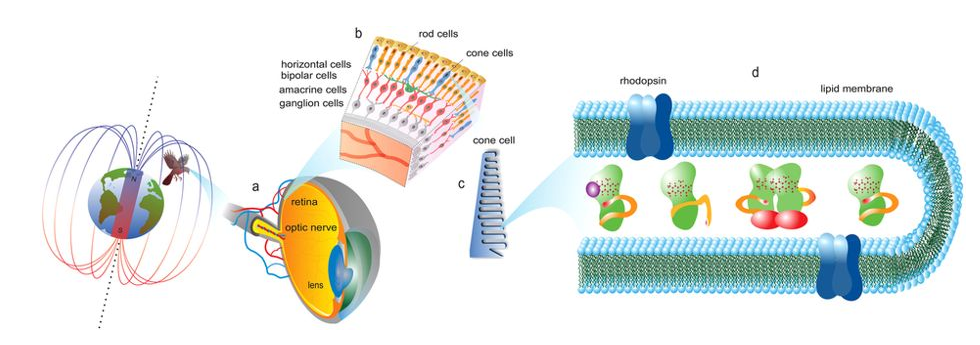 b
rod cells
cone cells
horizontal cells
bipolar cells
amacrine cells
ganglion cells
N
S
a
retina
optic nerve
lens
cone cell
c
d
rhodopsin
lipid membrane